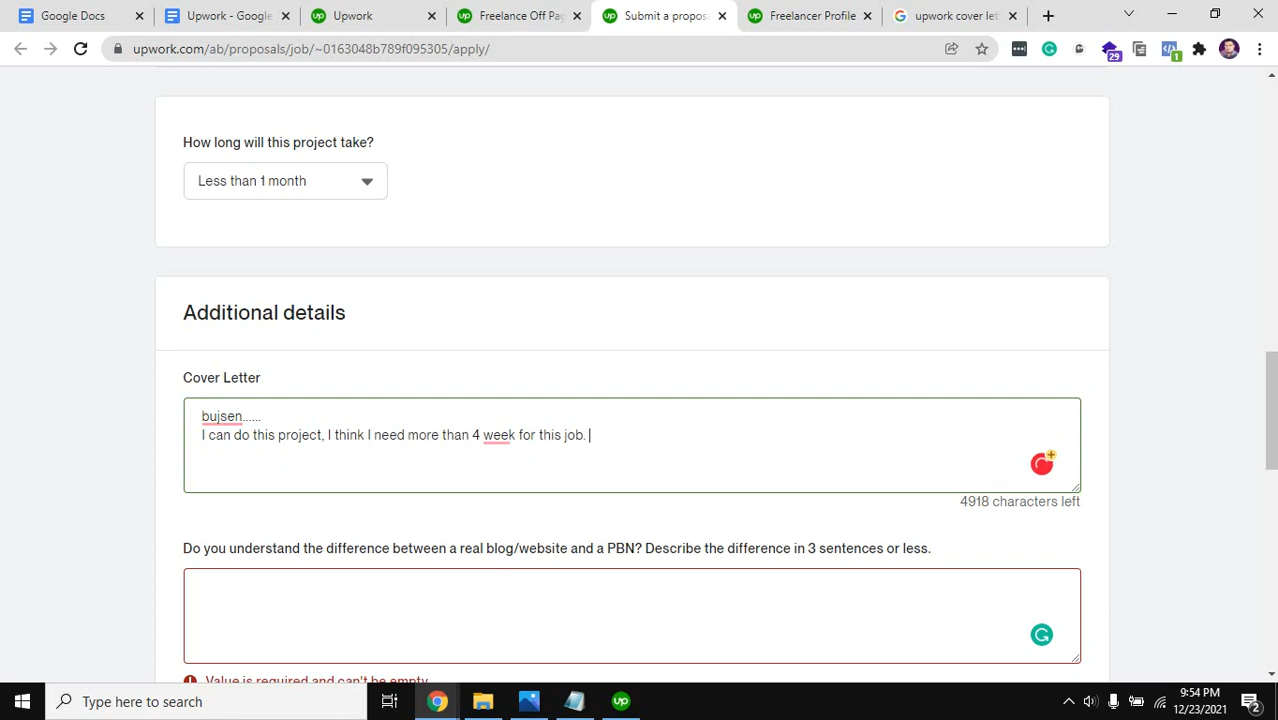 Google Docs
Upwork - Google
Upwork
Freelance Off Pag
Submit a propos
Freelancer Profile
upwork cover let
upwork.com/ab/proposals/job/~0163048b789f095305/apply/
29
1
How long will this project take?
Less than 1 month
Additional details
Cover Letter
bujsen......
I can do this project, I think I need more than 4 week for this job.
4918 characters left
Do you understand the difference between a real blog/website and a PBN? Describe the difference in 3 sentences or less.
Value is required and can't be empty
Type here to search
9:54 PM
12/23/2021
2